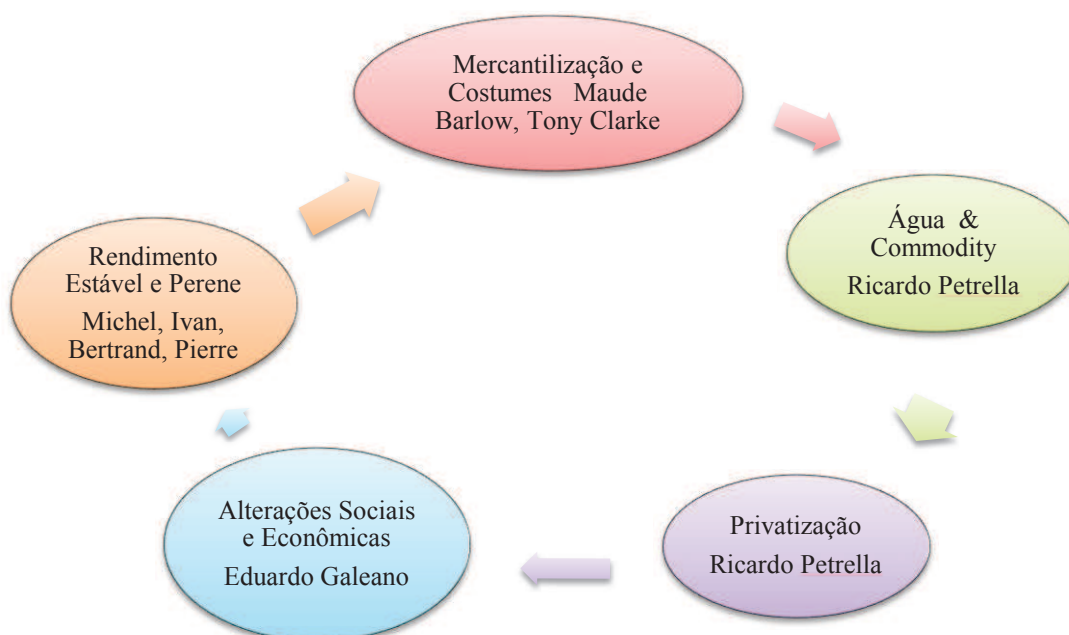 Mercantilização e
Costumes Maude
Barlow, Tony Clarke
Água &
Commodity
Ricardo Petrella
Privatização
Ricardo Petrella
Alterações Sociais
e Econômicas
Eduardo Galeano
Rendimento
Estável e Perene
Michel, Ivan,
Bertrand, Pierre